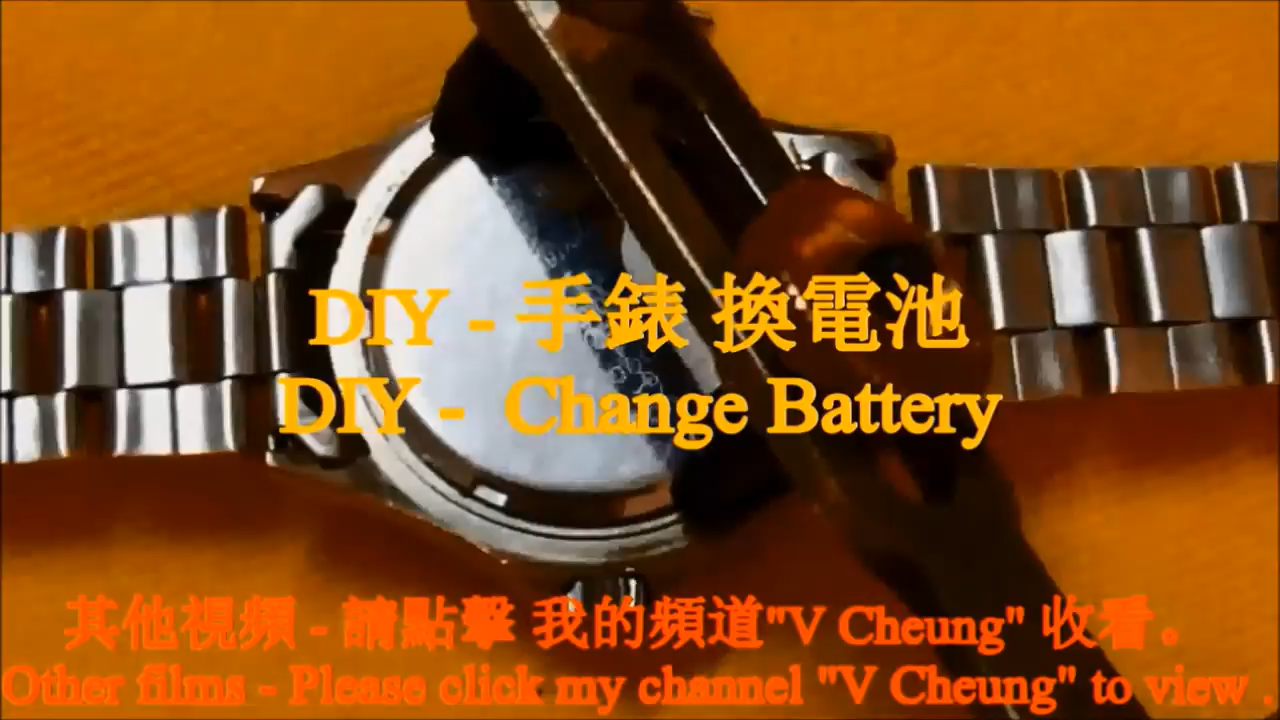 DIY - 手錶 換電池
DIY - Change Battery
其他視頻 - 請點擊 我的頻道"V Cheung" 收看。
Other films - Please click my channel "V Cheung" to view .